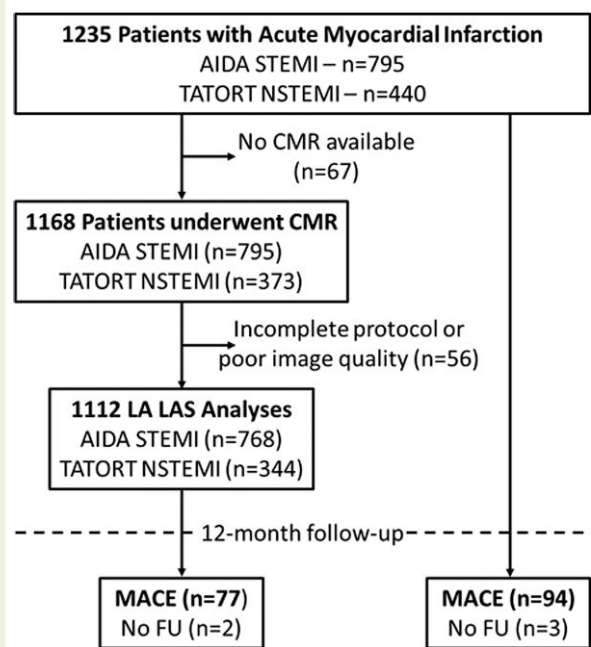 1235 Patients with Acute Myocardial Infarction
AIDA STEMI – n=795
TATORT NSTEMI – n=440
No CMR available
(n=67)
1168 Patients underwent CMR
AIDA STEMI (n=795)
TATORT NSTEMI (n=373)
Incomplete protocol or
poor image quality (n=56)
1112 LA LAS Analyses
AIDA STEMI (n=768)
TATORT NSTEMI (n=344)
12-month follow-up
MACE (n=77)
No FU (n=2)
MACE (n=94)
No FU (n=3)